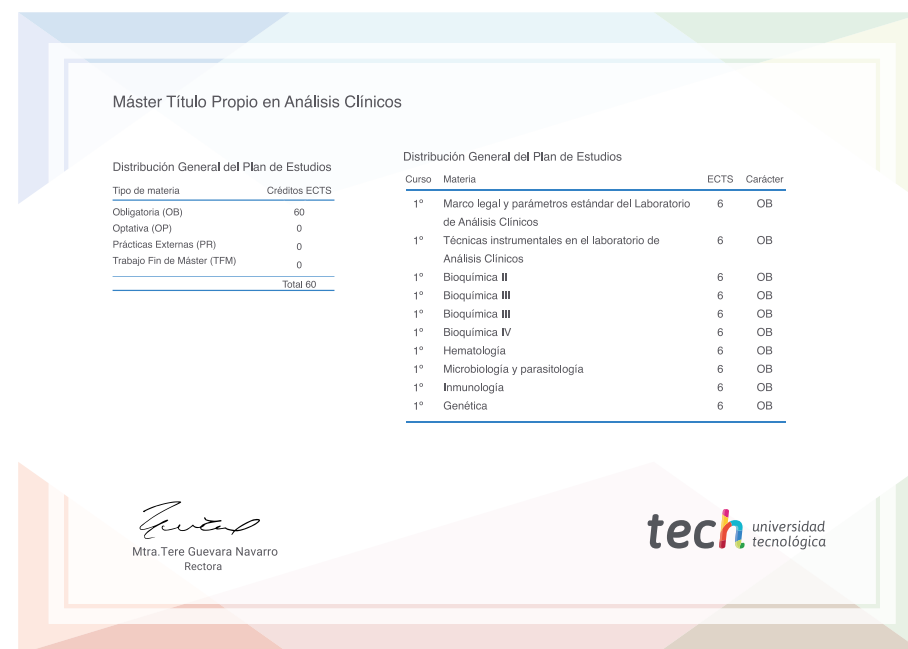 Máster Título Propio en Análisis Clínicos
Distribución General del Plan de Estudios
Tipo de materia Créditos ECTS
Obligatoria (OB) 60
Optativa (OP) 0
Prácticas Externas (PR) 0
Trabajo Fin de Máster (TFM) 0
Total 60
Distribución General del Plan de Estudios
Curso Materia ECTS Carácter
1º Marco legal y parámetros estándar del Laboratorio 6 OB
de Análisis Clínicos
1º Técnicas instrumentales en el laboratorio de 6 OB
Análisis Clínicos
1º Bioquímica II 6 OB
1º Bioquímica III 6 OB
1º Bioquímica III 6 OB
1º Bioquímica IV 6 OB
1º Hematología 6 OB
1º Microbiología y parasitología 6 OB
1º Inmunología 6 OB
1º Genética 6 OB
Mtra.Tere Guevara Navarro
Rectora
tech universidad
tecnológica